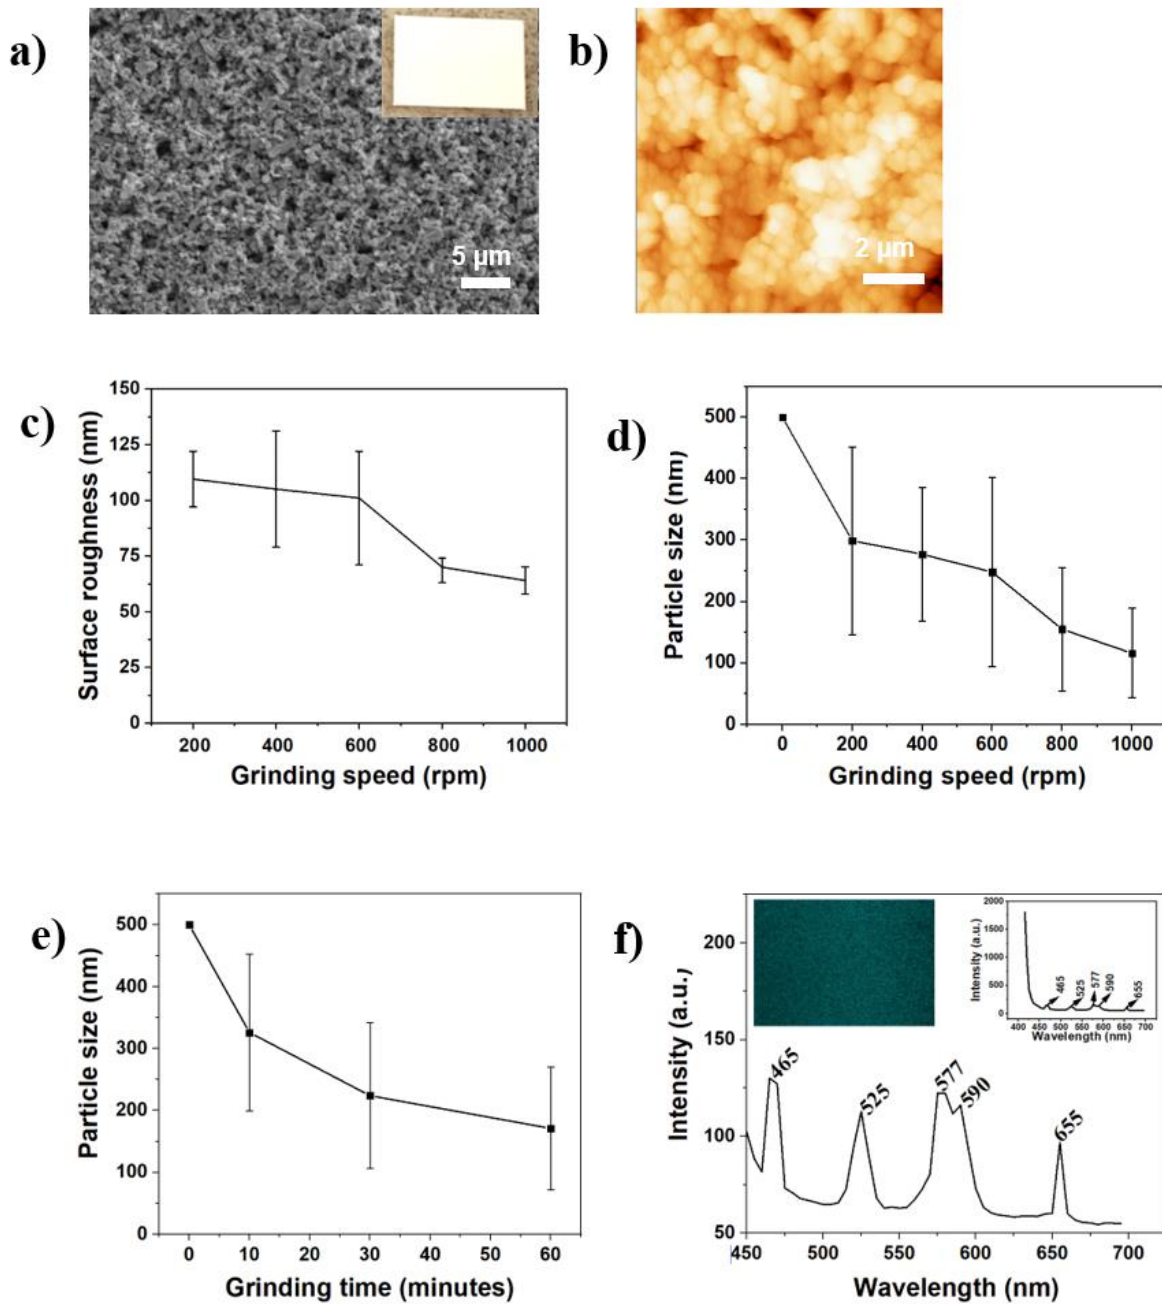 a)
5 µm
b)
2 µm
c)
Surface roughness (nm)
150
125
100
75
50
25
0
200 400 600 800 1000
Grinding speed (rpm)
d)
Particle size (nm)
500
400
300
200
100
0
0 200 400 600 800 1000
Grinding speed (rpm)
e)
Particle size (nm)
500
400
300
200
100
0
0 10 20 30 40 50 60
Grinding time (minutes)
f)
Intensity (a.u.)
200
150
100
50
465
525
577
590
655
450 500 550 600 650 700
Wavelength (nm)
Intensity (a.u.)
2000
1500
1000
500
0
465
525
577
590
655
400 450 500 550 600 650 700
Wavelength (nm)